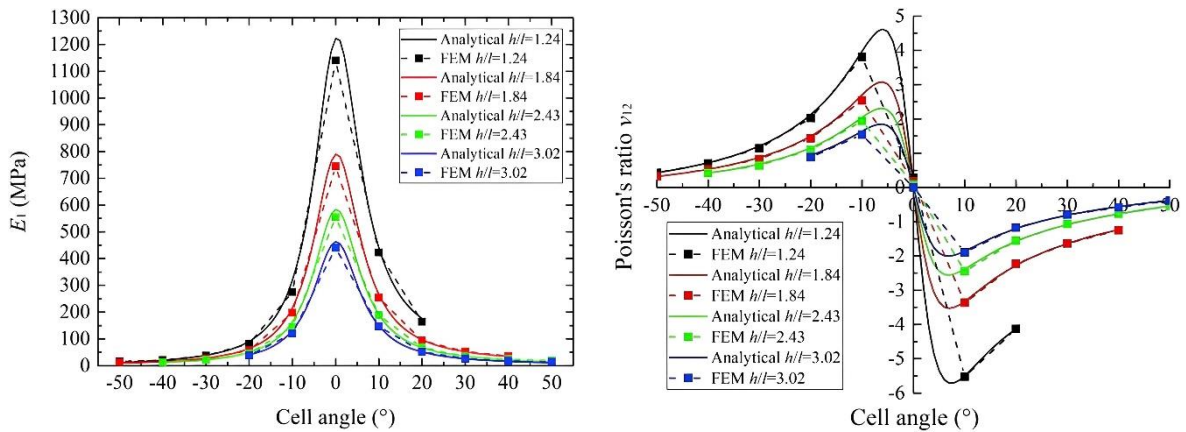 1300
1200
1100
1000
900
800
700
600
500
400
300
200
100
0
E₁ (MPa)
Analytical h/l=1.24
FEM h/l=1.24
Analytical h/l=1.84
FEM h/l=1.84
Analytical h/l=2.43
FEM h/l=2.43
Analytical h/l=3.02
FEM h/l=3.02
-50 -40 -30 -20 -10 0 10 20 30 40 50
Cell angle (°)
5
4
3
2
1
0
-1
-2
-3
-4
-5
-6
Poisson's ratio ν₁₂
-50 -40 -30 -20 -10 0 10 20 30 40 50
Analytical h/l=1.24
FEM h/l=1.24
Analytical h/l=1.84
FEM h/l=1.84
Analytical h/l=2.43
FEM h/l=2.43
Analytical h/l=3.02
FEM h/l=3.02
Cell angle (°)